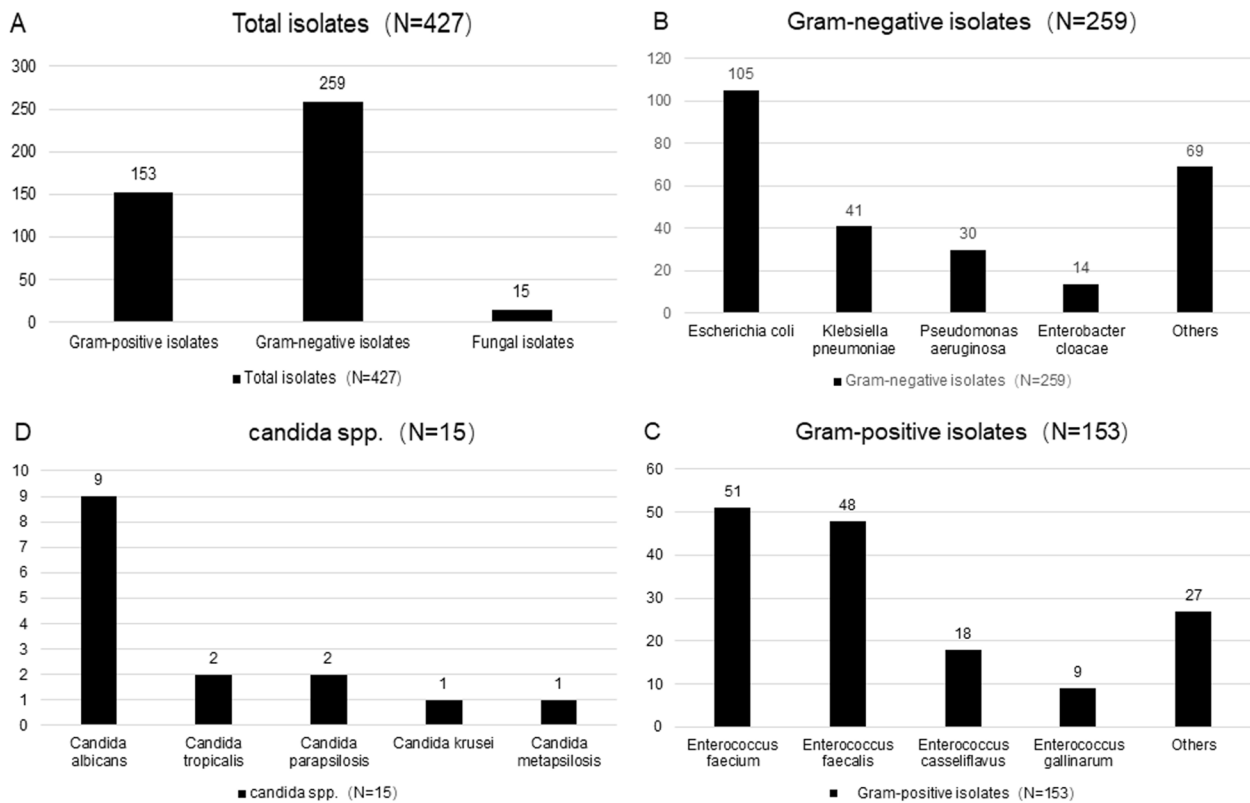 A
Total isolates (N=427)
300
250
200
150
100
50
0
153
259
15
Gram-positive isolates
Gram-negative isolates
Fungal isolates
Total isolates (N=427)
B
Gram-negative isolates (N=259)
120
100
80
60
40
20
0
105
41
30
14
69
Escherichia coli
Klebsiella
pneumoniae
Pseudomonas
aeruginosa
Enterobacter
cloacae
Others
Gram-negative isolates (N=259)
D
candida spp. (N=15)
10
9
8
7
6
5
4
3
2
1
0
9
2
2
1
1
Candida
albicans
Candida
tropicalis
Candida
parapsilosis
Candida krusei
Candida
metapsilosis
candida spp. (N=15)
C
Gram-positive isolates (N=153)
60
50
40
30
20
10
0
51
48
18
9
27
Enterococcus
faecium
Enterococcus
faecalis
Enterococcus
casseliflavus
Enterococcus
gallinarum
Others
Gram-positive isolates (N=153)